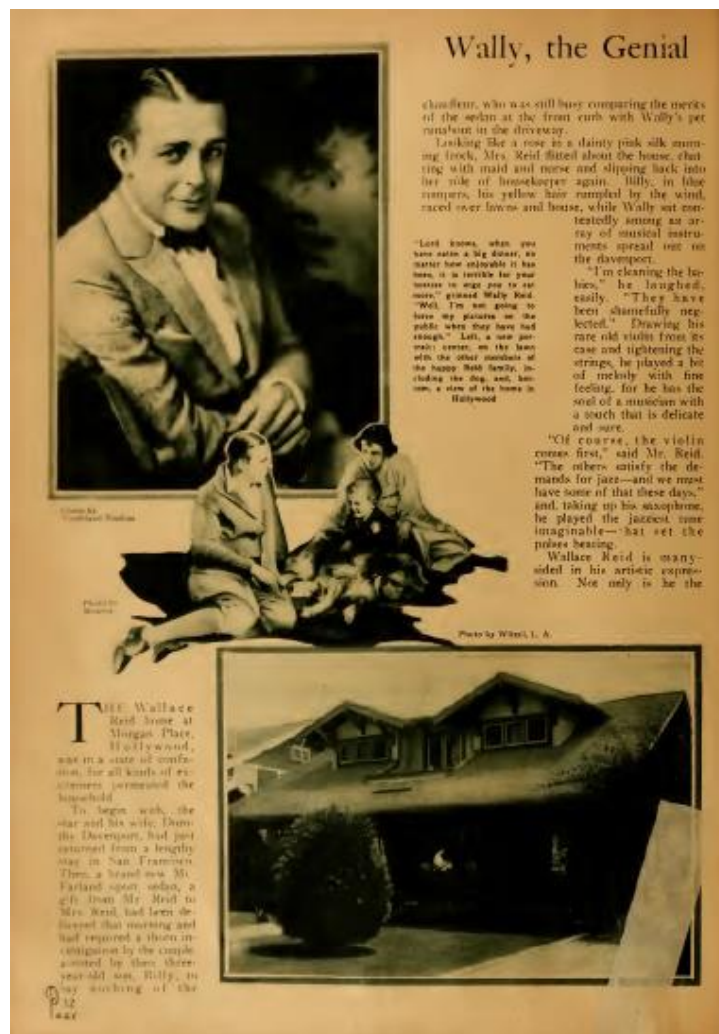 Wally, the Genial
THE Wallace
Reid home at
Morgan Place,
Hollywood,
was in a state of confu-
sion, for all kinds of ex-
citement permeated the
household.
To begin with, the
star and his wife, Doro-
thy Davenport, had just
returned from a lengthy
stay in San Francisco.
Then, a brand new Mc-
Farland sport sedan, a
gift from Mr. Reid to
Mrs. Reid, had been de-
livered that morning and
had required a thoro in-
vestigation by the couple
assisted by their three-
year-old son, Billy, to
say nothing of the
chauffeur, who was still busy comparing the merits
of the sedan at the front curb with Wally's pet
runabout in the driveway.
Looking like a rose in a dainty pink silk morn-
ing frock, Mrs. Reid flitted about the house, chat-
ting with maid and nurse and slipping back into
her role of housekeeper again. Billy, in blue
rompers, his yellow hair rumpled by the wind,
raced over lawns and house, while Wally sat con-
tentedly among an ar-
ray of musical instru-
ments spread out on
the davenport.
"I'm cleaning the ba-
bies," he laughed,
easily. "They have
been shamefully neg-
lected." Drawing his
rare old violin from its
case and tightening the
strings, he played a bit
of melody with fine
feeling, for he has the
soul of a musician with
a touch that is delicate
and sure.
"Of course, the violin
comes first," said Mr. Reid.
"The others satisfy the de-
mands for jazz—and we must
have some of that these days,"
and, taking up his saxophone,
he played the jazziest tune
imaginable—that set the
pulses beating.
Wallace Reid is many-
sided in his artistic expres-
sion. Not only is he the
"Lord knows, when you
have eaten a big dinner, no
matter how enjoyable it has
been, it is terrible for your
hostess to urge you to eat
more," grinned Wally Reid.
"Well, I'm not going to
force my pictures on the
public when they have had
enough." Left, a new por-
trait; center, on the lawn
with the other members of
the happy Reid family, in-
cluding the dog, and, bot-
tom, a view of the home in
Hollywood
Photo by
Photo by
Photo by Witzel, L. A.
12